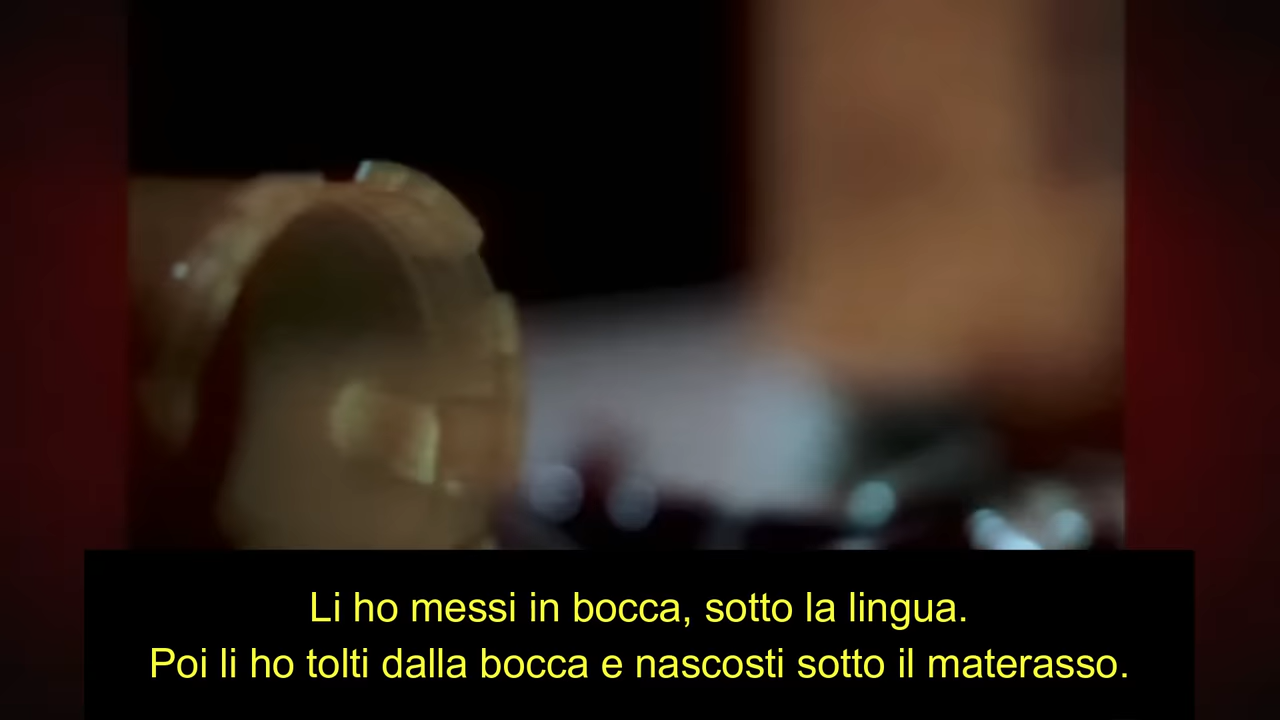 Li ho messi in bocca, sotto la lingua.
Poi li ho tolti dalla bocca e nascosti sotto il materasso.